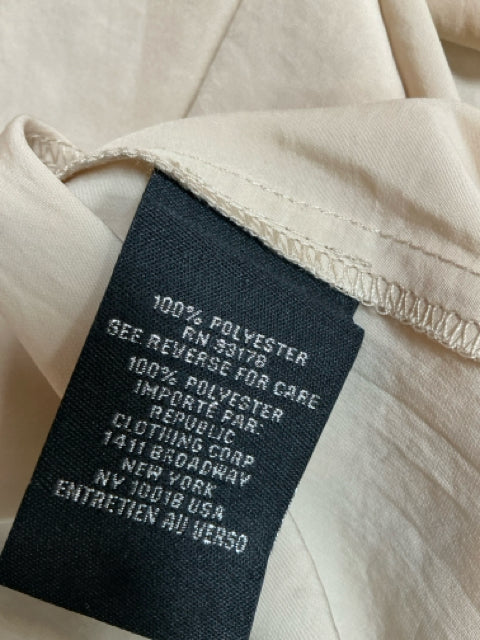 100% POLYESTER
RN 93178
SEE REVERSE FOR CARE
100% POLYESTER
IMPORTÉ PAR:
REPUBLIC
CLOTHING CORP
1411 BROADWAY
NEW YORK
NY 10018 USA
ENTRETIEN AU VERSO